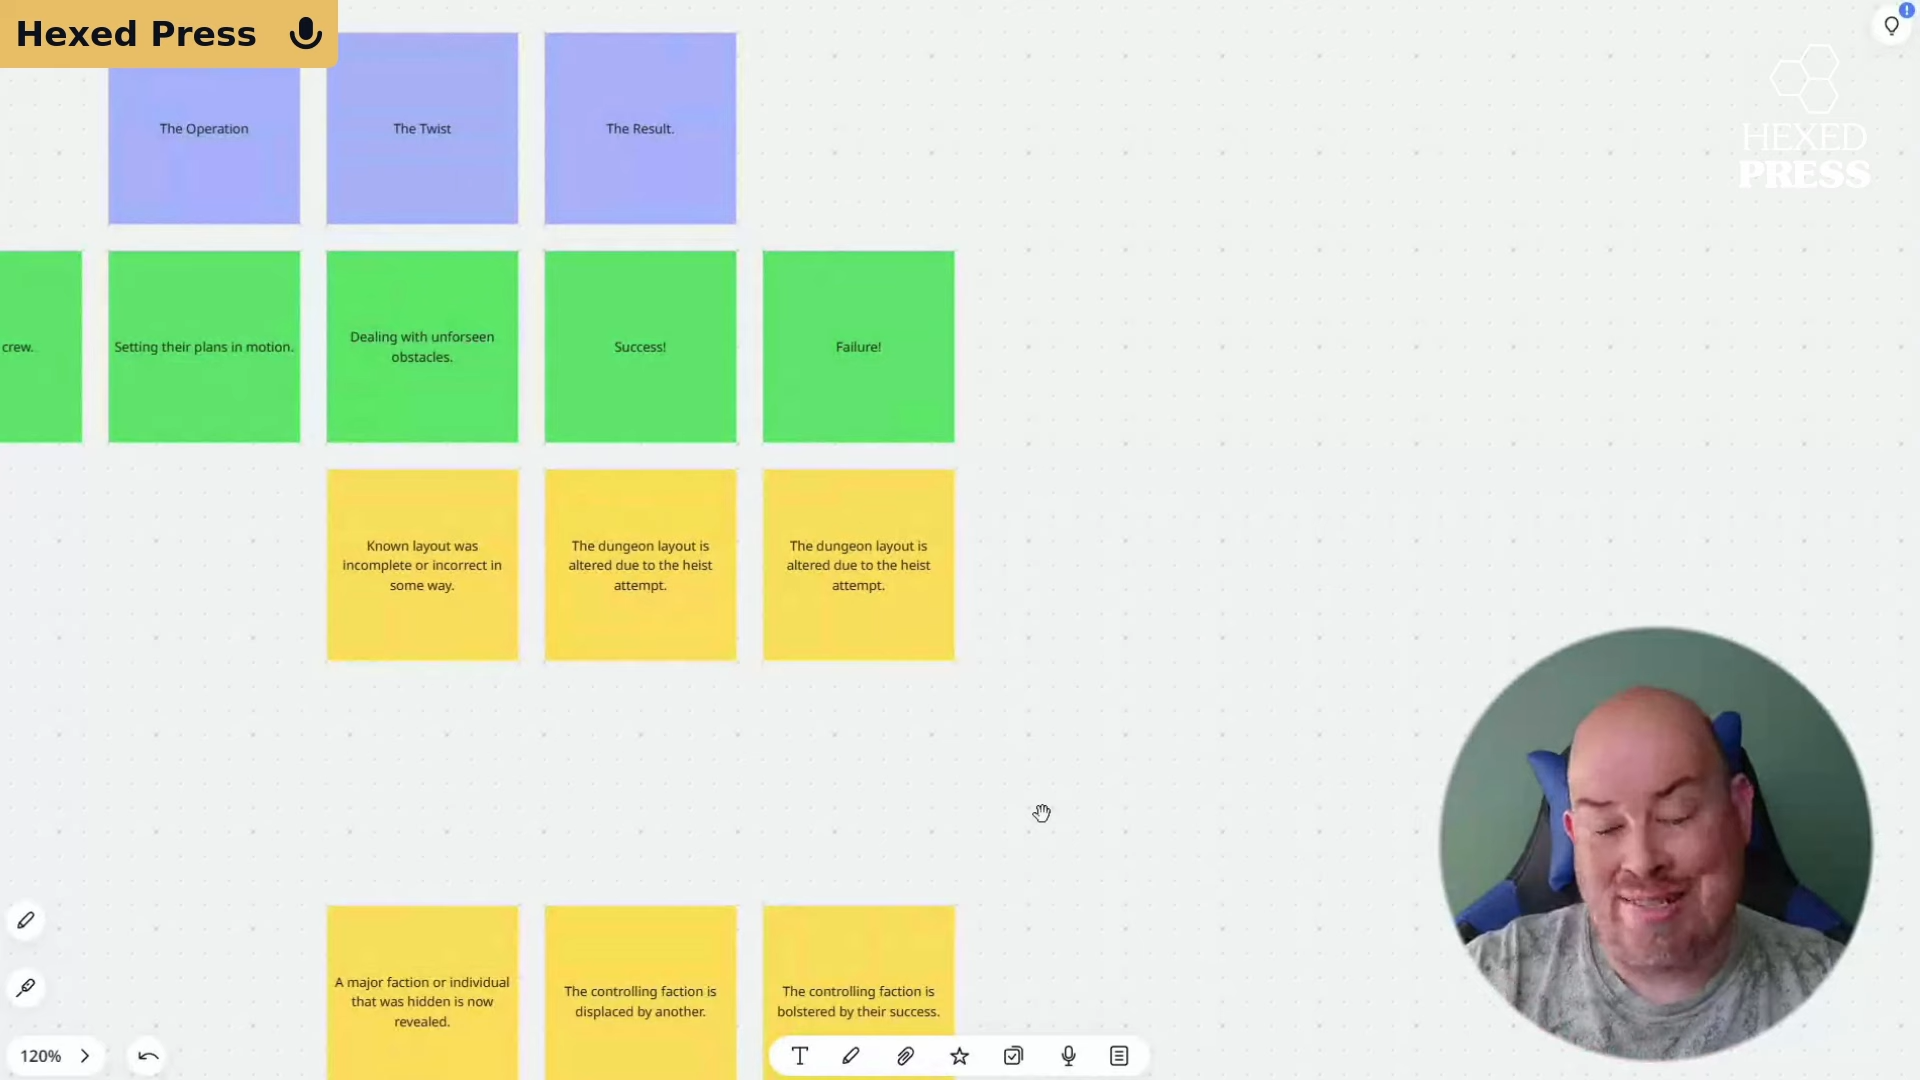 Hexed Press
HEXED
PRESS
The Operation
The Twist
The Result.
crew.
Setting their plans in motion.
Dealing with unforseen
obstacles.
Success!
Failure!
Known layout was
incomplete or incorrect in
some way.
The dungeon layout is
altered due to the heist
attempt.
The dungeon layout is
altered due to the heist
attempt.
A major faction or individual
that was hidden is now
revealed.
The controlling faction is
displaced by another.
The controlling faction is
bolstered by their success.
120%